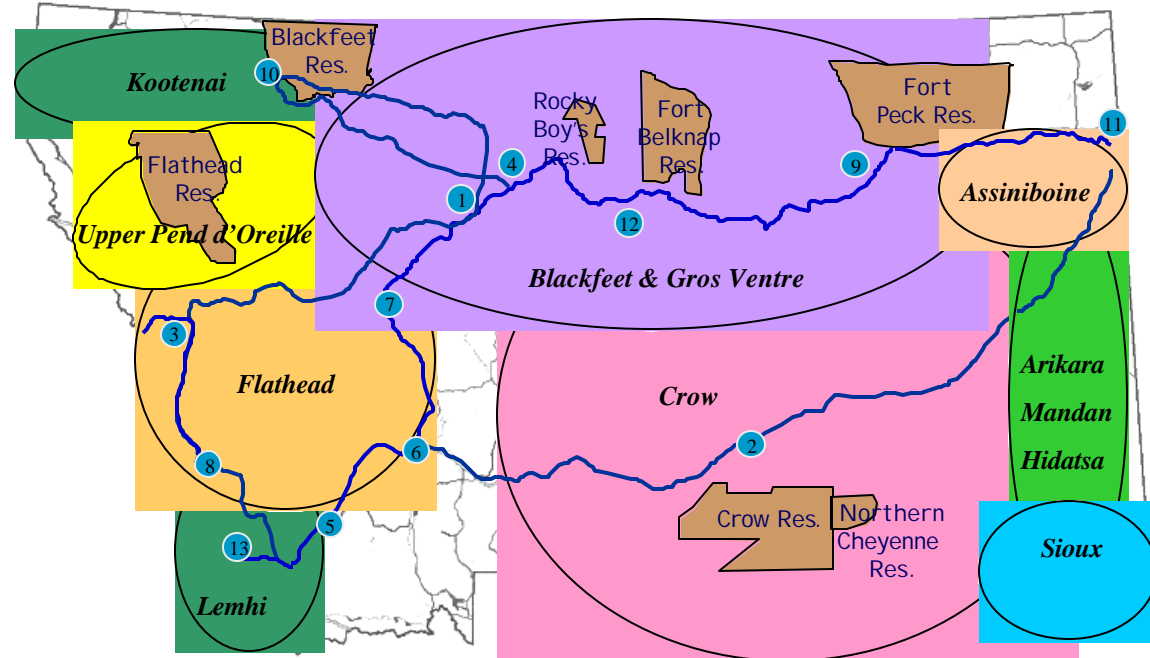 Blackfeet
Res.
Kootenai
10
Rocky
Boy's
Res.
Fort
Belknap
Res.
Fort
Peck Res.
11
Flathead
Res.
4
9
Assiniboine
1
12
Upper Pend d'Oreille
Blackfeet & Gros Ventre
7
3
Flathead
Crow
Arikara
Mandan
Hidatsa
6
2
8
5
13
Crow Res.
Northern
Cheyenne
Res.
Sioux
Lemhi